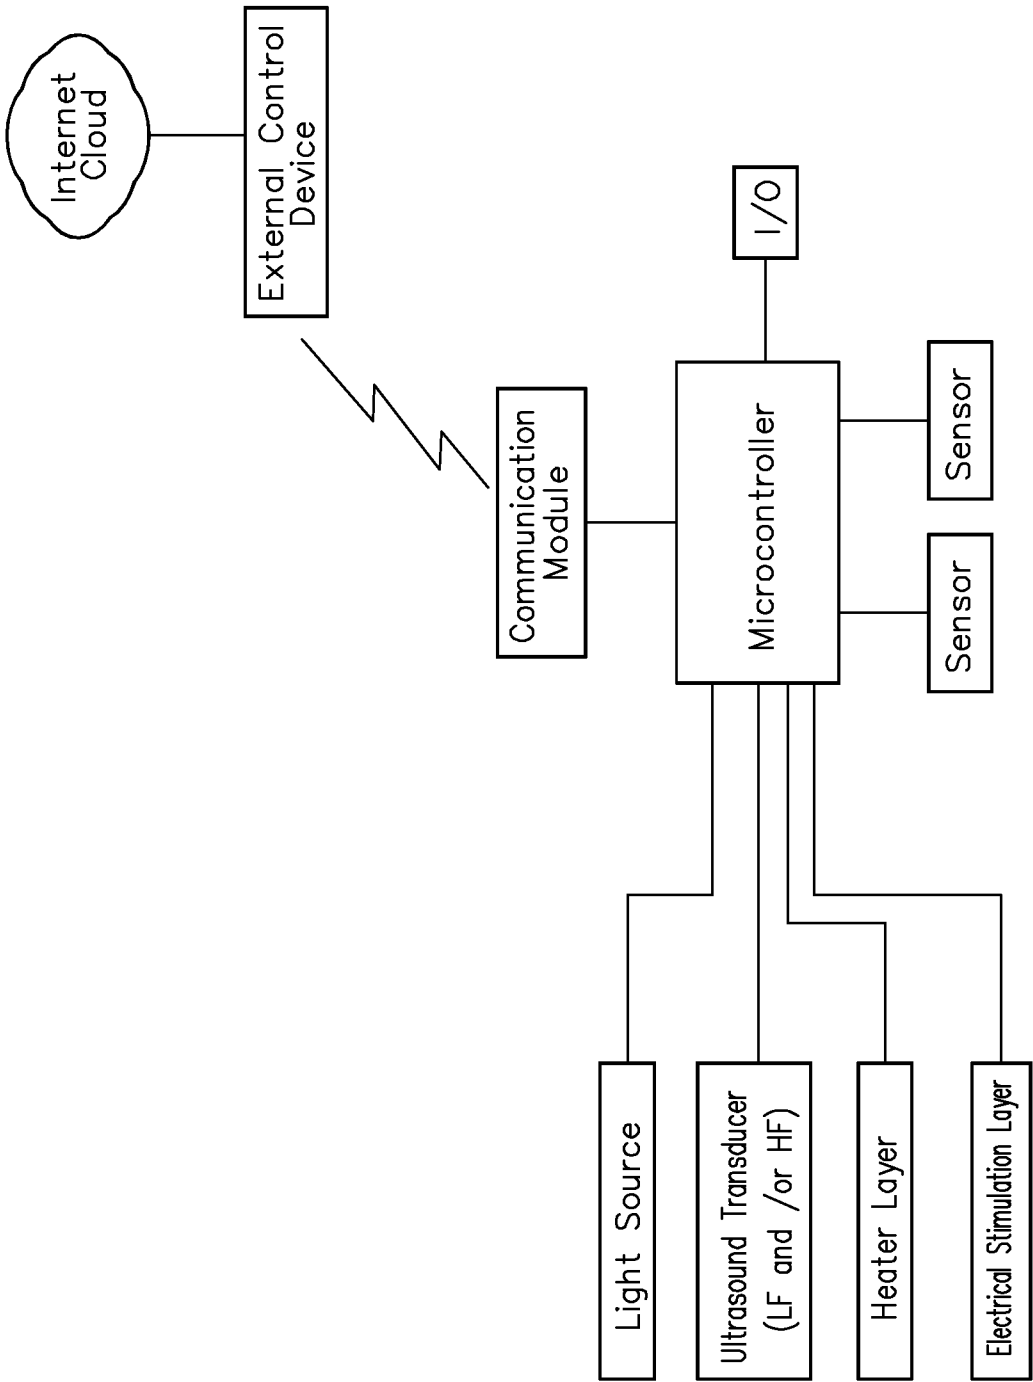 Internet
Cloud
External Control
Device
Communication
Module
I/O
Microcontroller
Sensor
Sensor
Light Source
Ultrasound Transducer
(LF and /or HF)
Heater Layer
Electrical Stimulation Layer